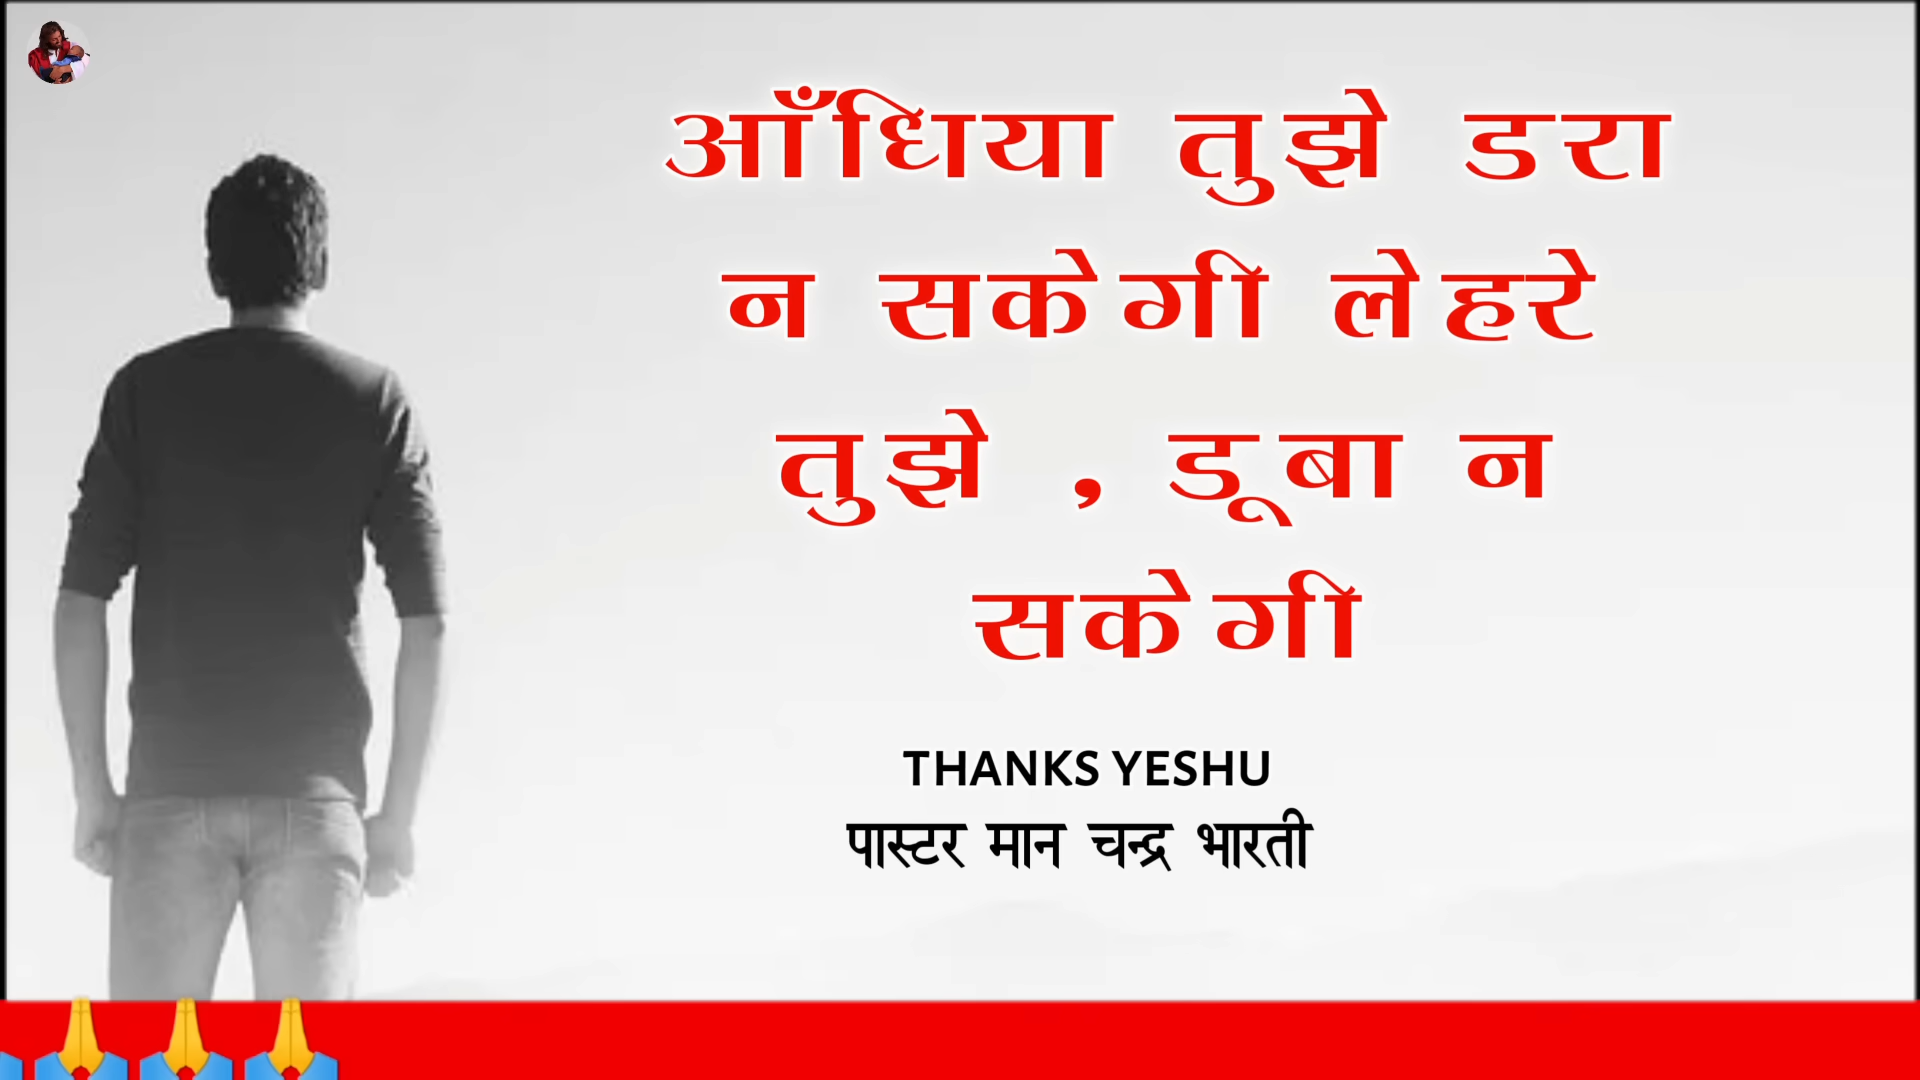 आँधिया तुझे डरा
न सकेगी लेहरे
तुझे , डूबा न
सकेगी
THANKS YESHU
पास्टर मान चन्द्र भारती